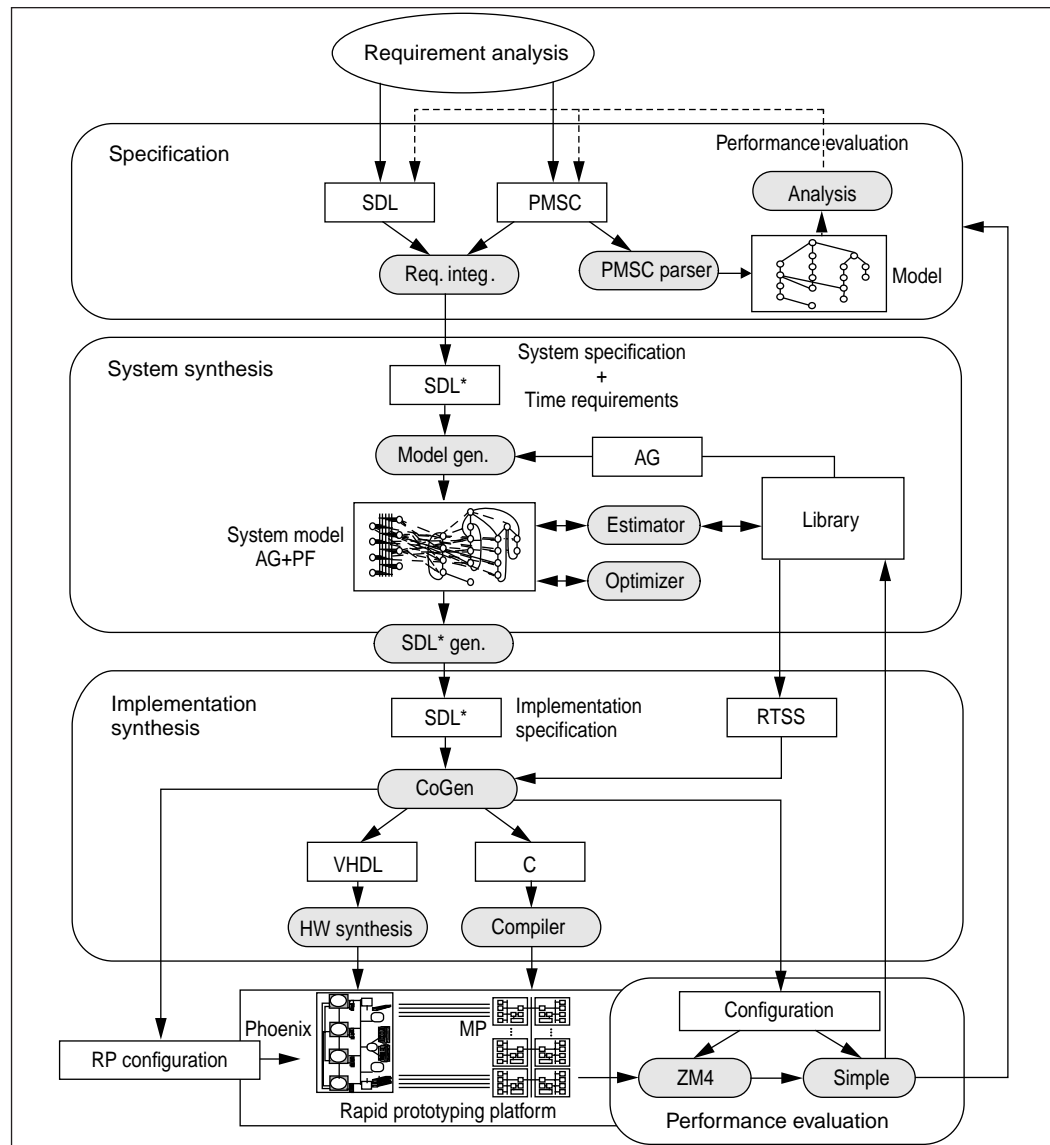 Requirement analysis
Specification
Performance evaluation
SDL
PMSC
Analysis
Req. integ.
PMSC parser
Model
System synthesis
System specification
+
Time requirements
SDL*
Model gen.
AG
System model
AG+PF
Estimator
Library
Optimizer
SDL* gen.
Implementation
synthesis
SDL*
Implementation
specification
RTSS
CoGen
VHDL
C
HW synthesis
Compiler
Phoenix
MP
Configuration
RP configuration
ZM4
Simple
Rapid prototyping platform
Performance evaluation